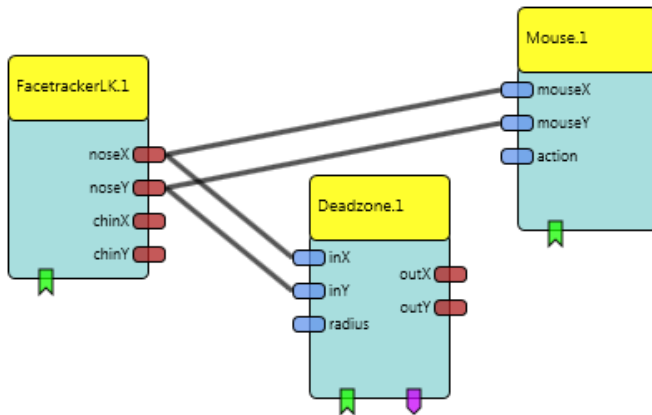 FacetrackerLK.1
noseX
noseY
chinX
chinY
Mouse.1
mouseX
mouseY
action
Deadzone.1
inX
inY
radius
outX
outY